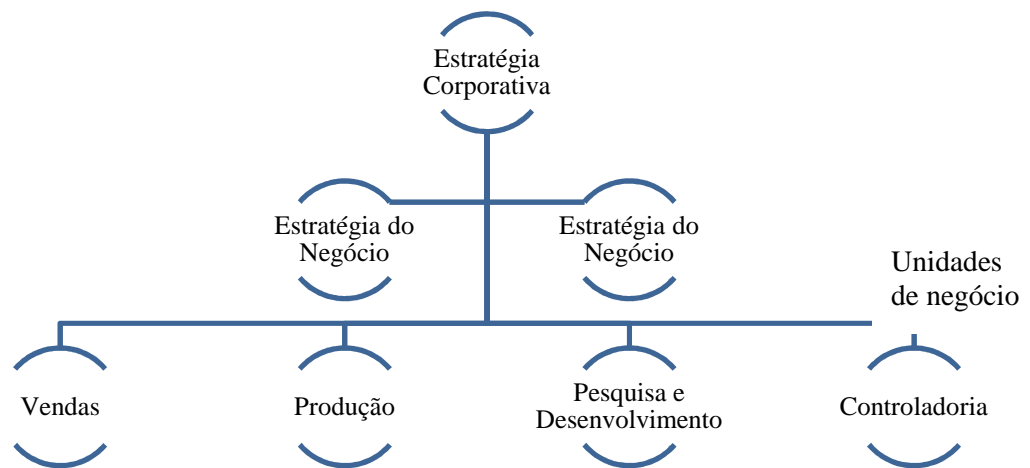 Estratégia
Corporativa
Estratégia do
Negócio
Estratégia do
Negócio
Unidades
de negócio
Vendas
Produção
Pesquisa e
Desenvolvimento
Controladoria